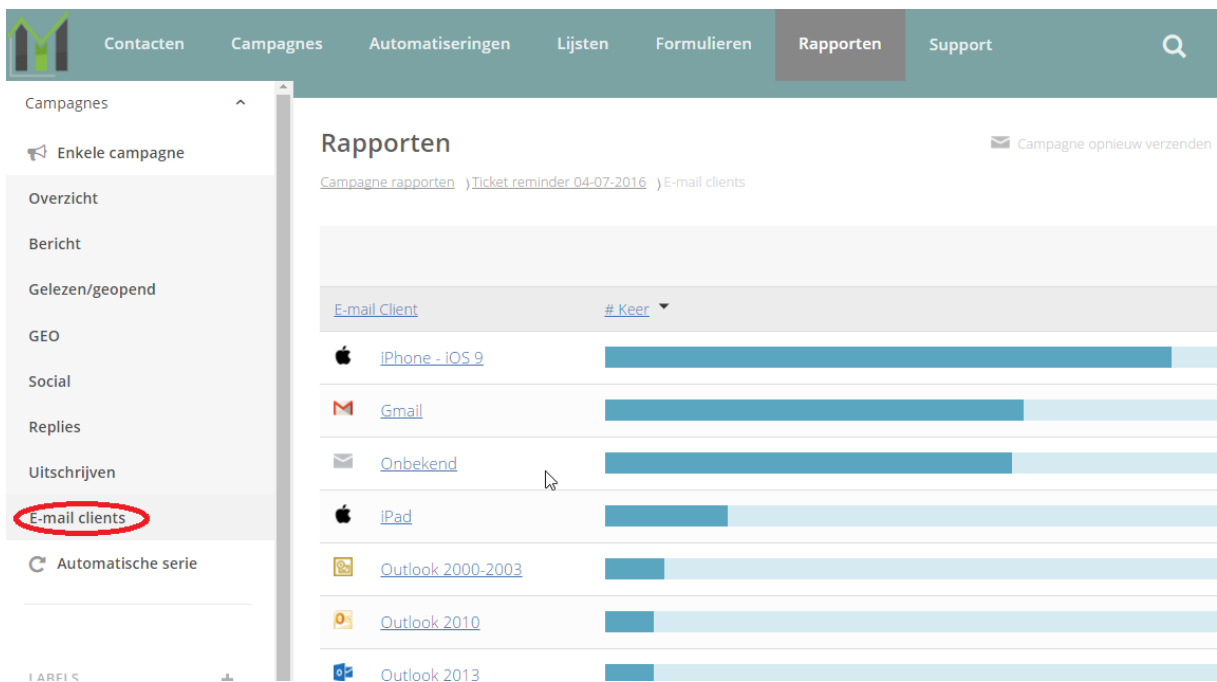 Contacten Campagnes Automatiseringen Lijsten Formulieren Rapporten Support
Campagnes
Enkele campagne
Overzicht
Bericht
Gelezen/geopend
GEO
Social
Replies
Uitschrijven
E-mail clients
Automatische serie
LABELS +
Rapporten
Campagne opnieuw verzenden
Campagne rapporten ) Ticket reminder 04-07-2016 ) E-mail clients
E-mail Client # Keer
iPhone - iOS 9
Gmail
Onbekend
iPad
Outlook 2000-2003
Outlook 2010
Outlook 2013